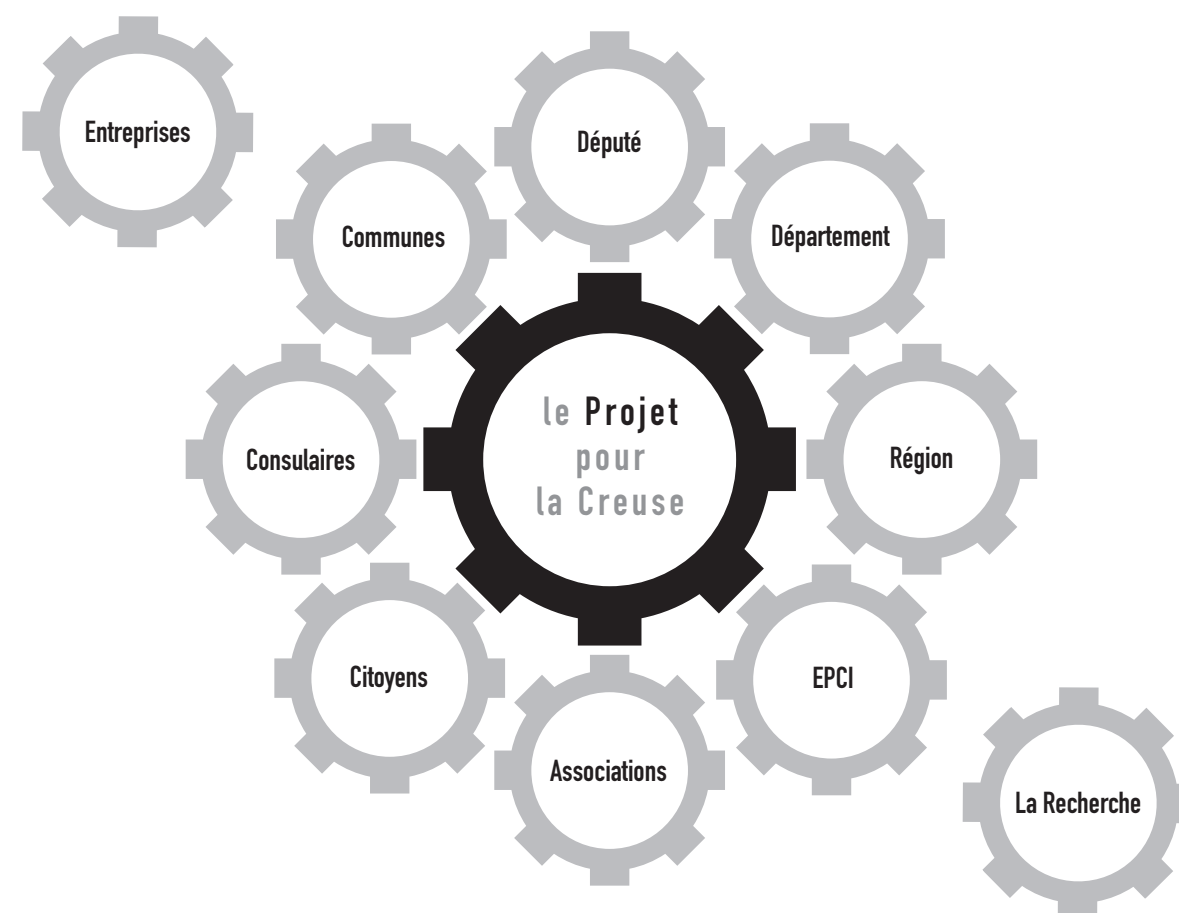 Entreprises
Député
Communes
Département
le Projet
pour
la Creuse
Consulaires
Région
Citoyens
EPCI
Associations
La Recherche